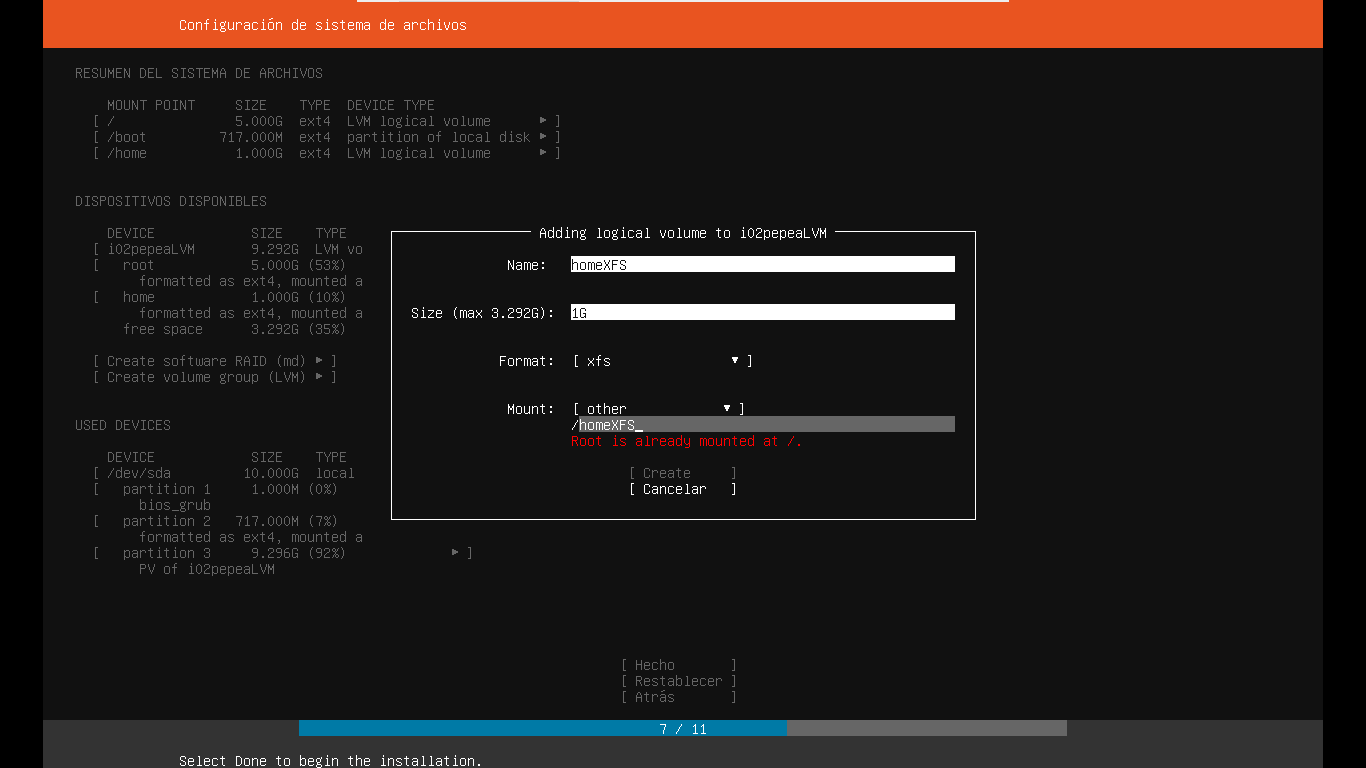 Configuración de sistema de archivos
RESUMEN DEL SISTEMA DE ARCHIVOS
MOUNT POINT     SIZE    TYPE  DEVICE TYPE
[ /               5.000G  ext4  LVM logical volume      ▸ ]
[ /boot         717.000M  ext4  partition of local disk ▸ ]
[ /home           1.000G  ext4  LVM logical volume      ▸ ]
DISPOSITIVOS DISPONIBLES
DEVICE            SIZE    TYPE
[ i02pepeaLVM       9.292G  LVM vo
[   root            5.000G (53%)
formatted as ext4, mounted a
[   home            1.000G (10%)
formatted as ext4, mounted a
free space      3.292G (35%)
[ Create software RAID (md) ▸ ]
[ Create volume group (LVM) ▸ ]
USED DEVICES
DEVICE            SIZE    TYPE
[ /dev/sda         10.000G  local
[   partition 1     1.000M (0%)
bios_grub
[   partition 2   717.000M (7%)
formatted as ext4, mounted a
[   partition 3     9.296G (92%)             ▸ ]
PV of i02pepeaLVM
Adding logical volume to i02pepeaLVM
Name: homeXFS
Size (max 3.292G): 1G
Format: [ xfs ▾ ]
Mount: [ other ▾ ]
/homeXFS_
Root is already mounted at /.
[ Create ]
[ Cancelar ]
[ Hecho ]
[ Restablecer ]
[ Atrás ]
7 / 11
Select Done to begin the installation.